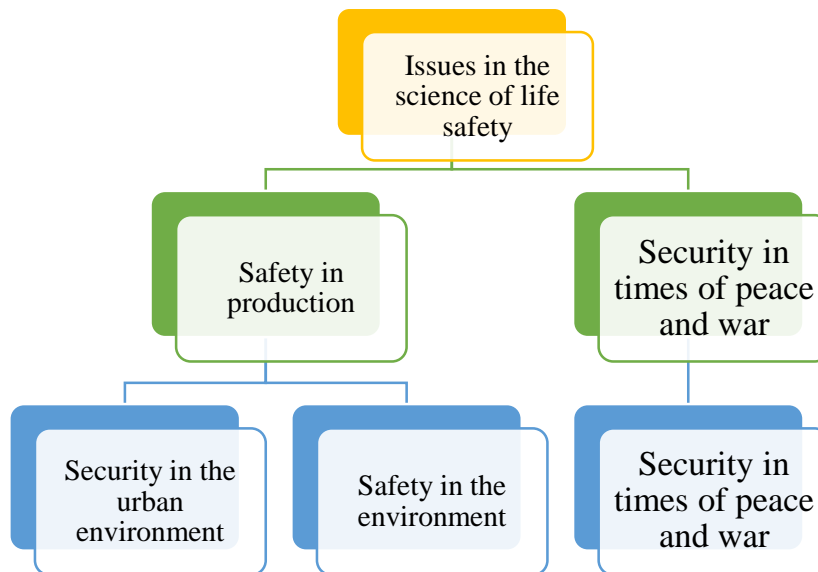 Issues in the
science of life
safety
Safety in
production
Security in
times of peace
and war
Security in the
urban
environment
Safety in the
environment
Security in
times of peace
and war